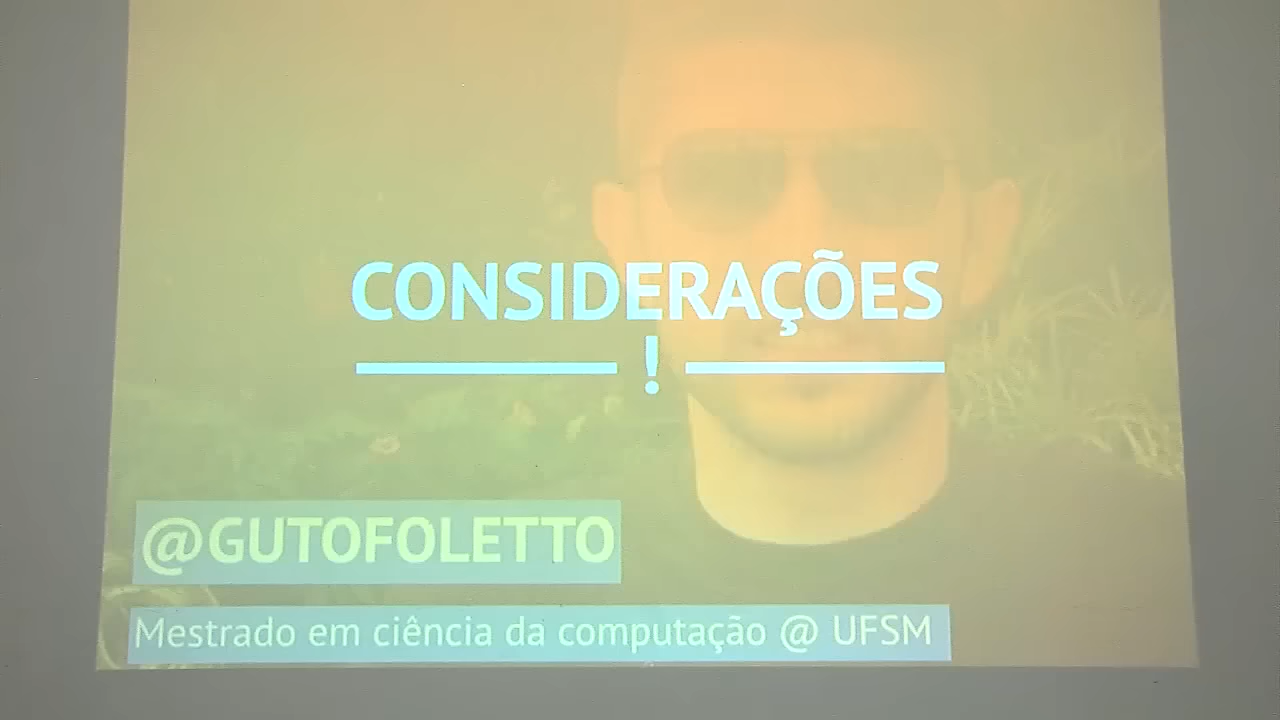 CONSIDERAÇÕES
!
@GUTOFOLETTO
Mestrado em ciência da computação @ UFSM